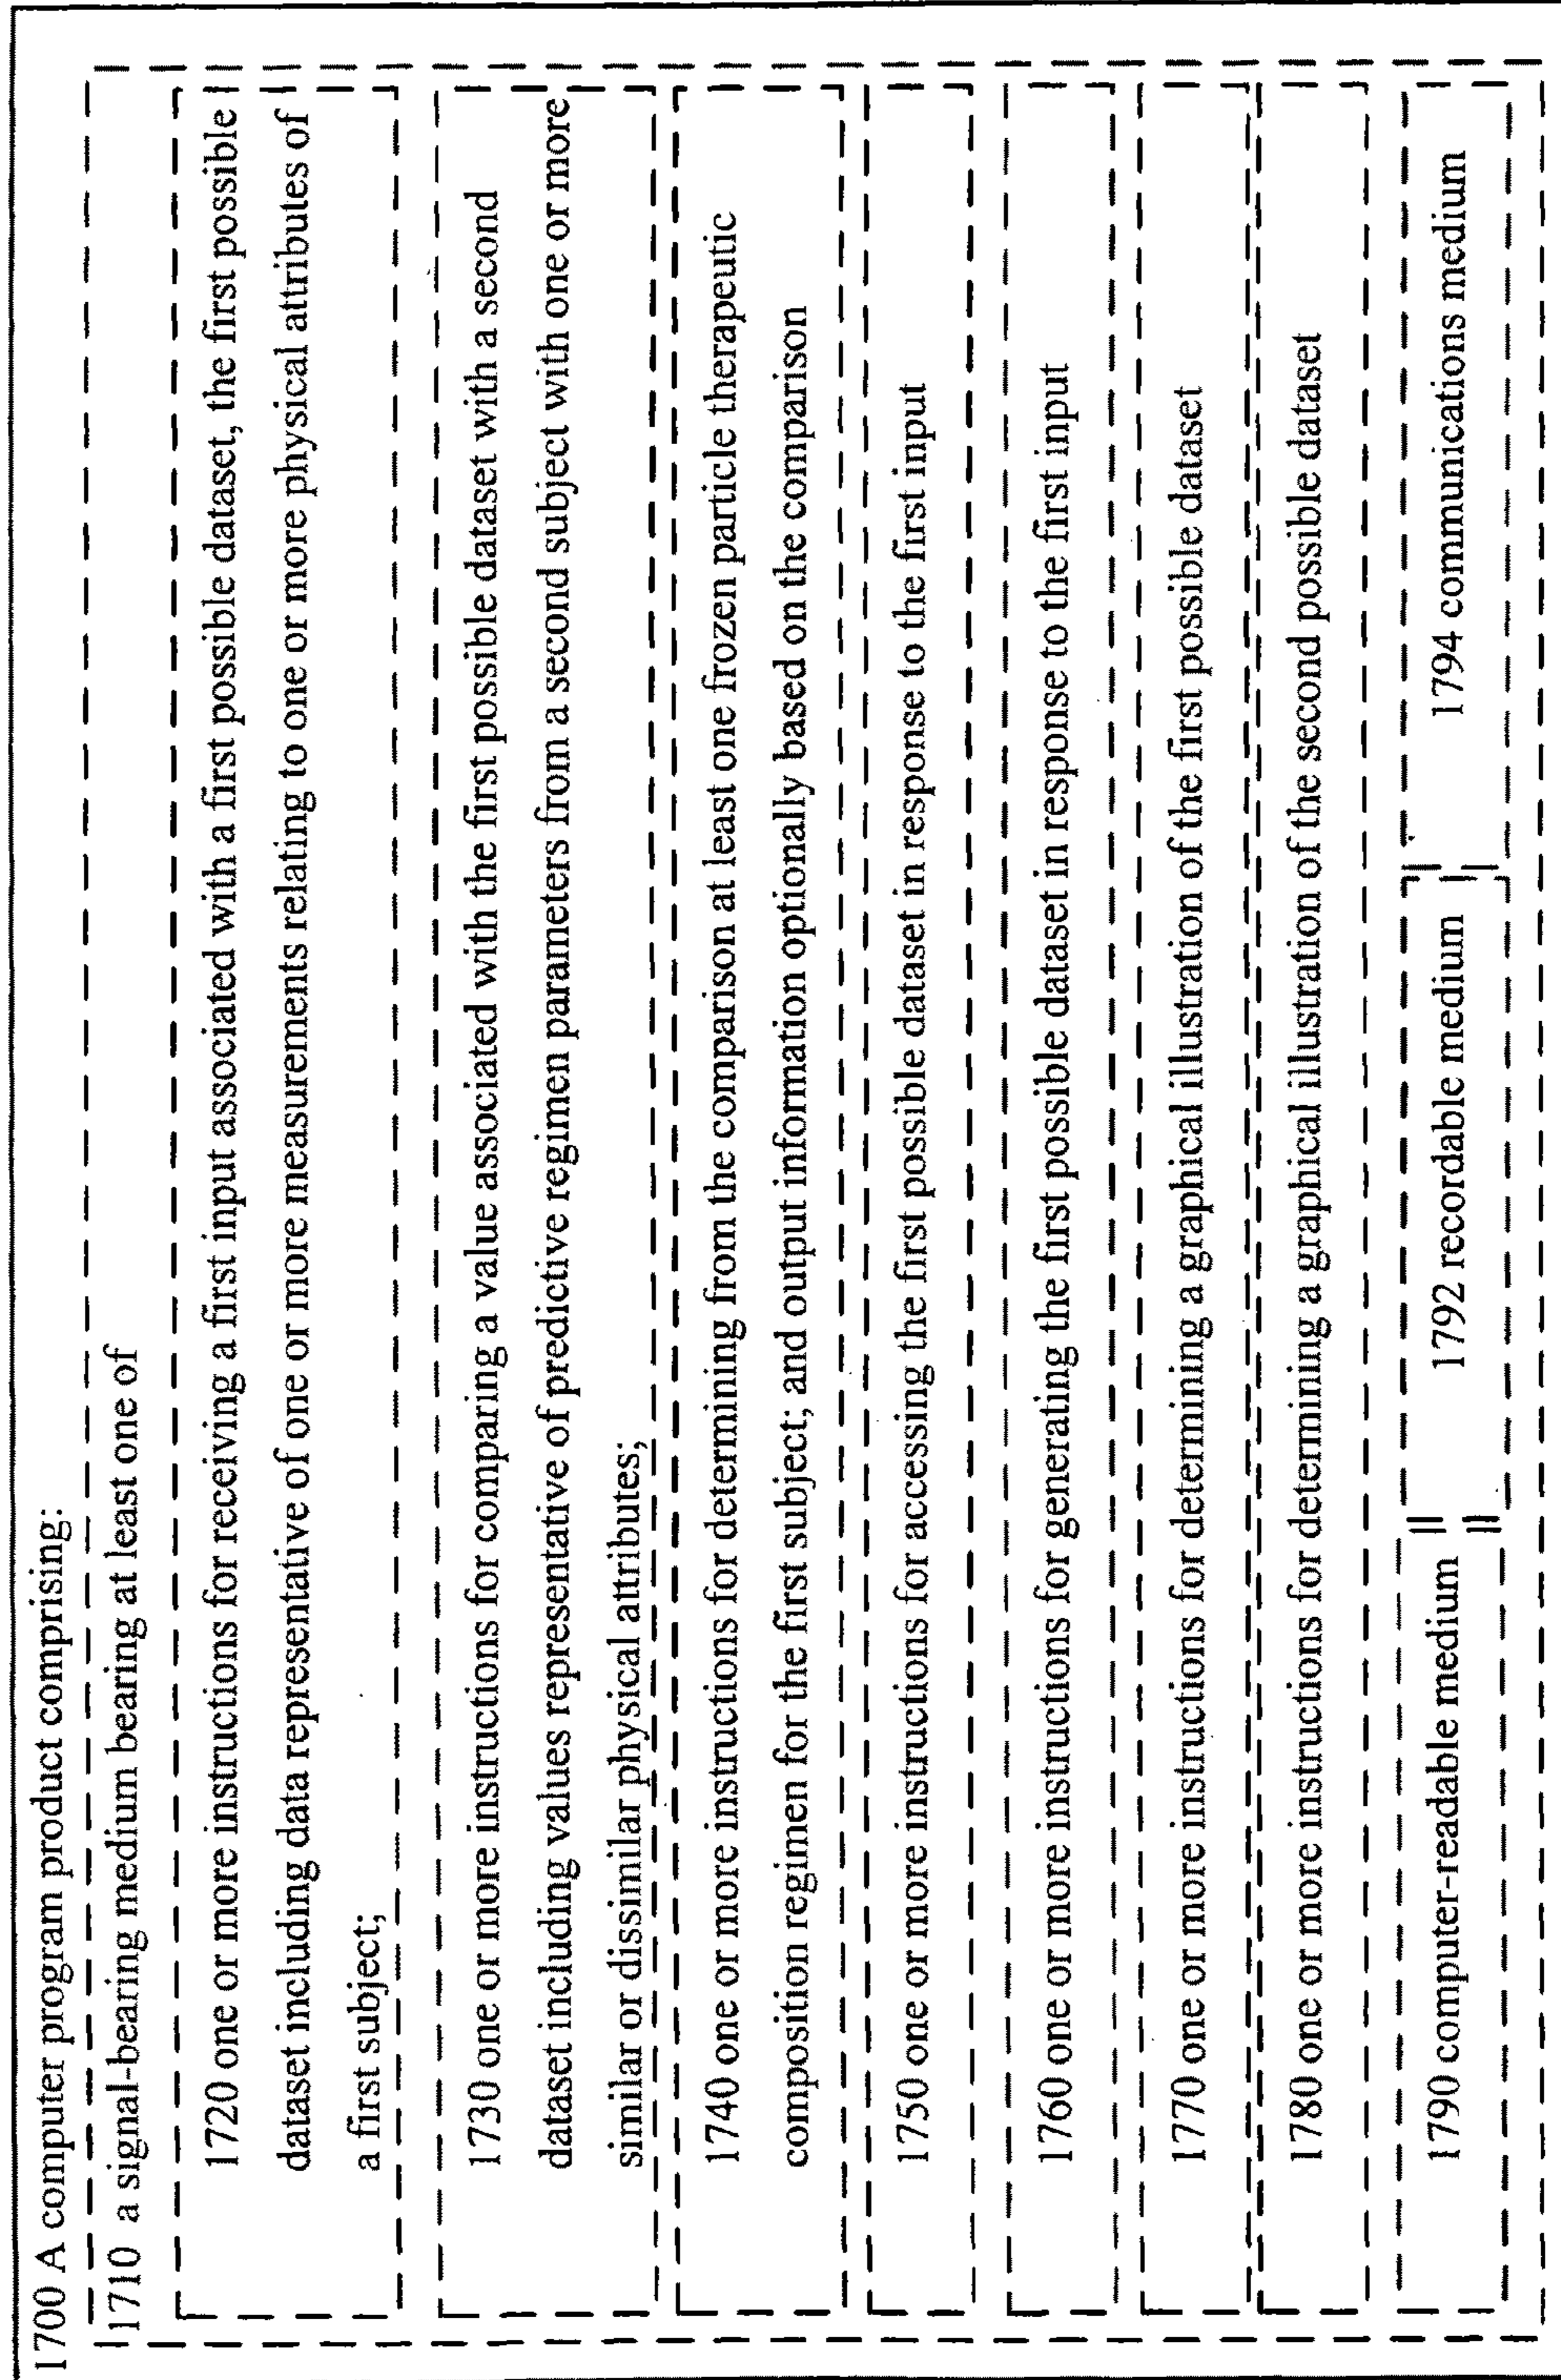 1700 A computer program product comprising:
1710 a signal-bearing medium bearing at least one of
1720 one or more instructions for receiving a first input associated with a first possible dataset, the first possible
dataset including data representative of one or more measurements relating to one or more physical attributes of
a first subject;
1730 one or more instructions for comparing a value associated with the first possible dataset with a second
dataset including values representative of predictive regimen parameters from a second subject with one or more
similar or dissimilar physical attributes;
1740 one or more instructions for determining from the comparison at least one frozen particle therapeutic
composition regimen for the first subject; and output information optionally based on the comparison
1750 one or more instructions for accessing the first possible dataset in response to the first input
1760 one or more instructions for generating the first possible dataset in response to the first input
1770 one or more instructions for determining a graphical illustration of the first possible dataset
1780 one or more instructions for determining a graphical illustration of the second possible dataset
1790 computer-readable medium
1792 recordable medium
1794 communications medium